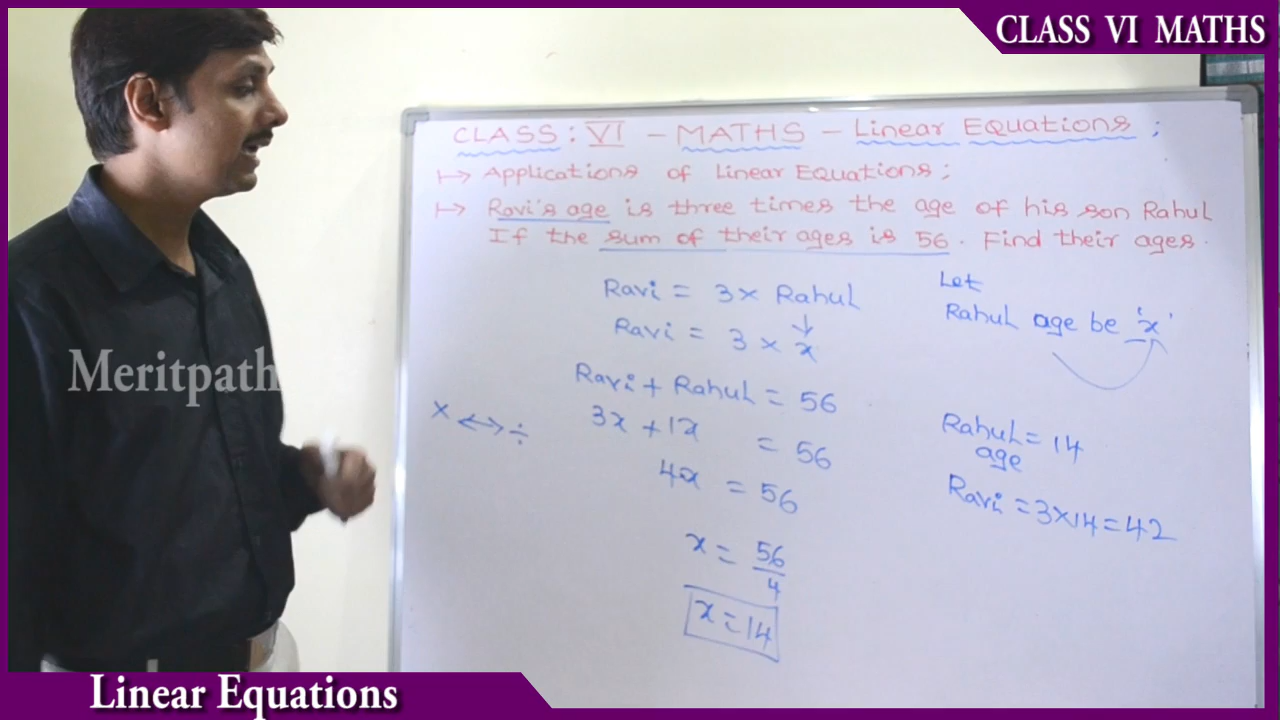 CLASS VI MATHS
CLASS : VI - MATHS - Linear EQuations ;
↦ Applications of Linear EQuations ;
↦ Ravi's age is three times the age of his son Rahul
If the sum of their ages is 56 . Find their ages .
Ravi = 3 × Rahul
Ravi = 3 × x
Ravi + Rahul = 56
× ↔ ÷
3x + 1x = 56
4x = 56
x = 56/4
x = 14
Let
Rahul age be 'x'
Rahul = 14
age
Ravi = 3×14 = 42
Meritpath
Linear Equations